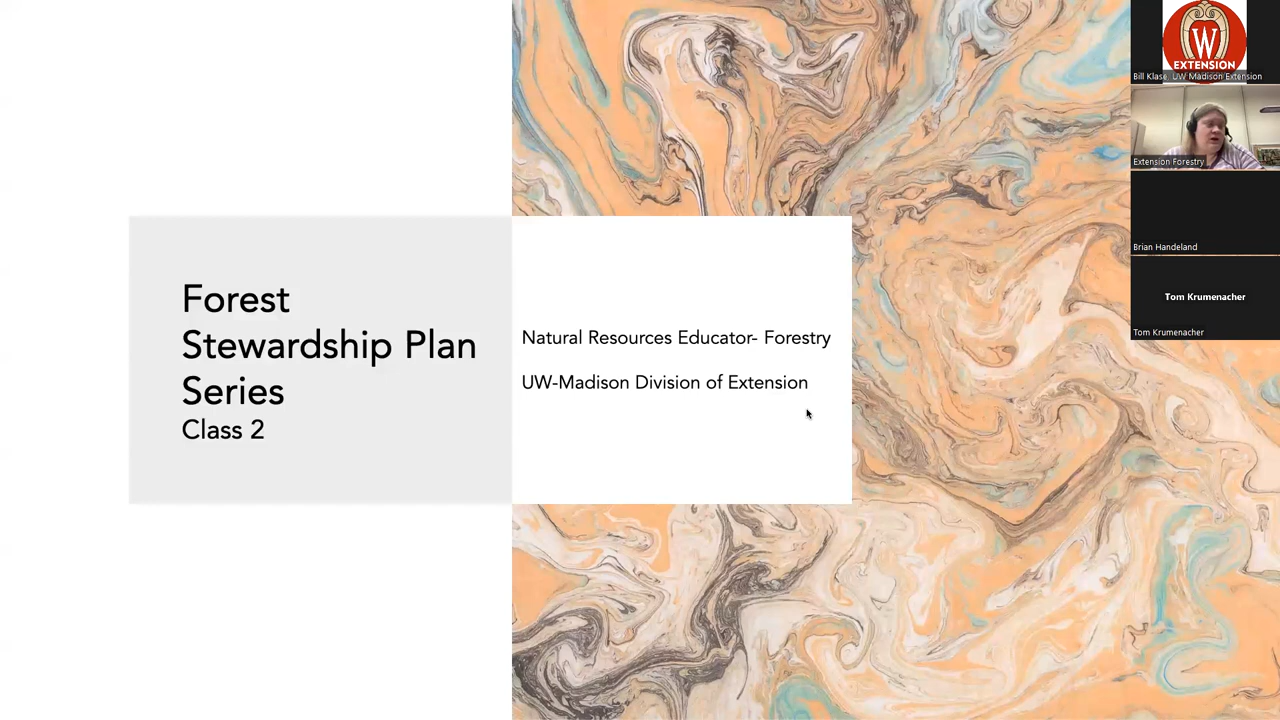 Forest
Stewardship Plan
Series
Class 2
Natural Resources Educator- Forestry
UW-Madison Division of Extension
W
EXTENSION
Bill Klase, UW Madison Extension
Extension Forestry
Brian Handeland
Tom Krumenacher
Tom Krumenacher